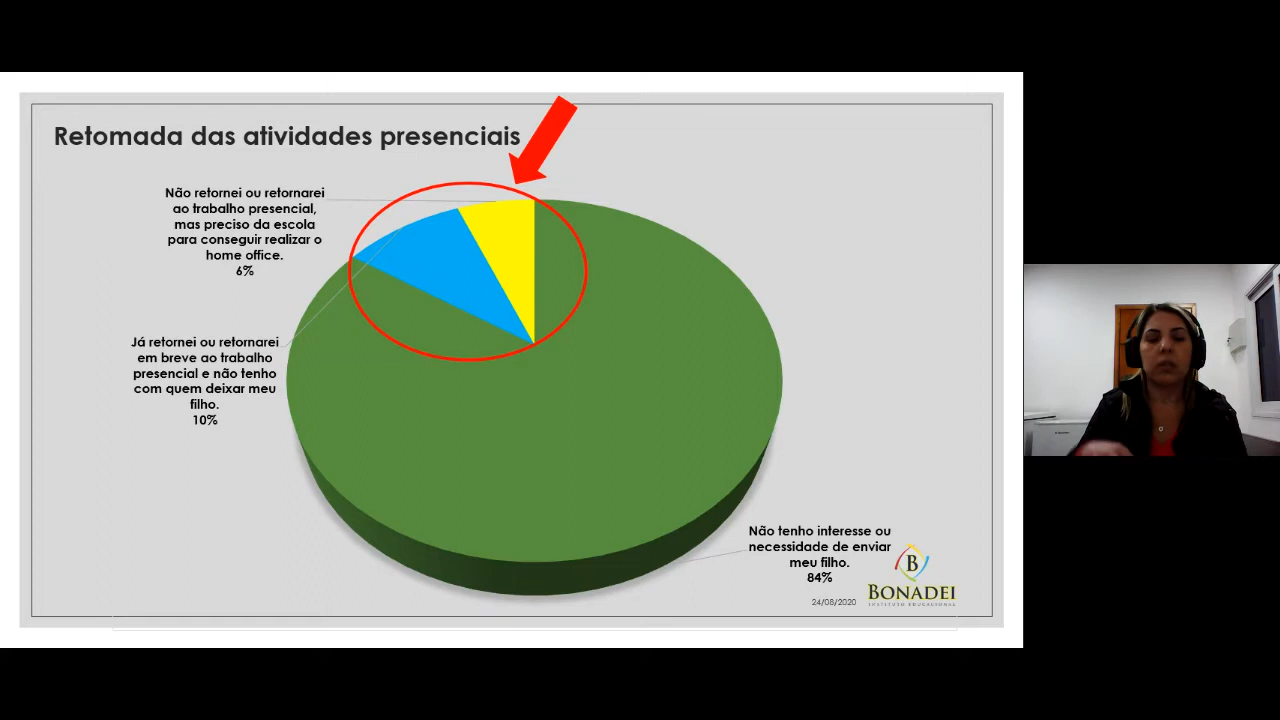 Retomada das atividades presenciais
Não retornei ou retornarei
ao trabalho presencial,
mas preciso da escola
para conseguir realizar o
home office.
6%
Já retornei ou retornarei
em breve ao trabalho
presencial e não tenho
com quem deixar meu
filho.
10%
Não tenho interesse ou
necessidade de enviar
meu filho.
84%
24/08/2020
B
BONADEI
INSTITUTO EDUCACIONAL